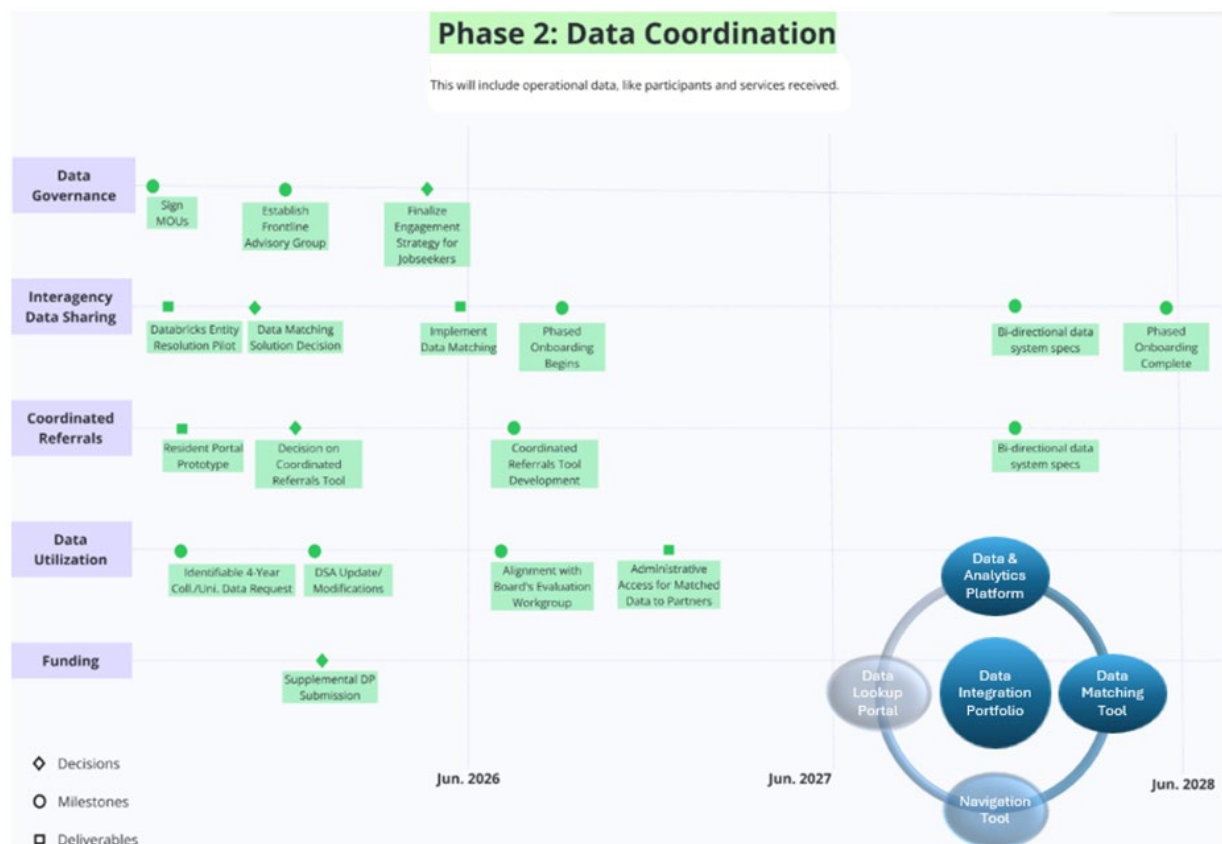 Phase 2: Data Coordination
This will include operational data, like participants and services received.
Data
Governance
Sign
MOUs
Establish
Frontline
Advisory Group
Finalize
Engagement
Strategy for
Jobseekers
Interagency
Data Sharing
Databricks Entity
Resolution Pilot
Data Matching
Solution Decision
Implement
Data Matching
Phased
Onboarding
Begins
Bi-directional data
system specs
Phased
Onboarding
Complete
Coordinated
Referrals
Resident Portal
Prototype
Decision on
Coordinated
Referrals Tool
Coordinated
Referrals Tool
Development
Bi-directional data
system specs
Data
Utilization
Identifiable 4-Year
Coll./Uni. Data Request
DSA Update/
Modifications
Alignment with
Board's Evaluation
Workgroup
Administrative
Access for Matched
Data to Partners
Funding
Supplemental DP
Submission
Data &
Analytics
Platform
Data
Lookup
Portal
Data
Integration
Portfolio
Data
Matching
Tool
Navigation
Tool
Decisions
Milestones
Deliverables
Jun. 2026
Jun. 2027
Jun. 2028